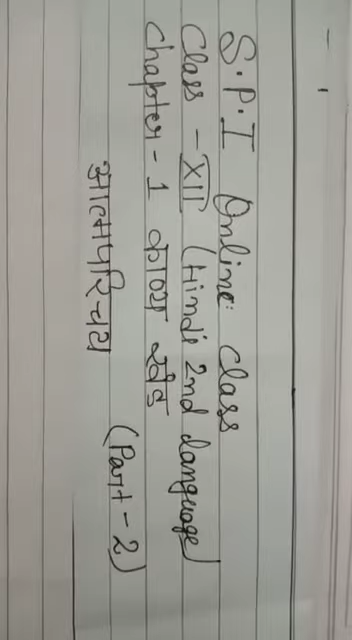 S.P.I Online class
Class - XII (Hindi 2nd language)
Chapter - 1 काव्य खंड
आत्मपरिचय
(Part - 2)